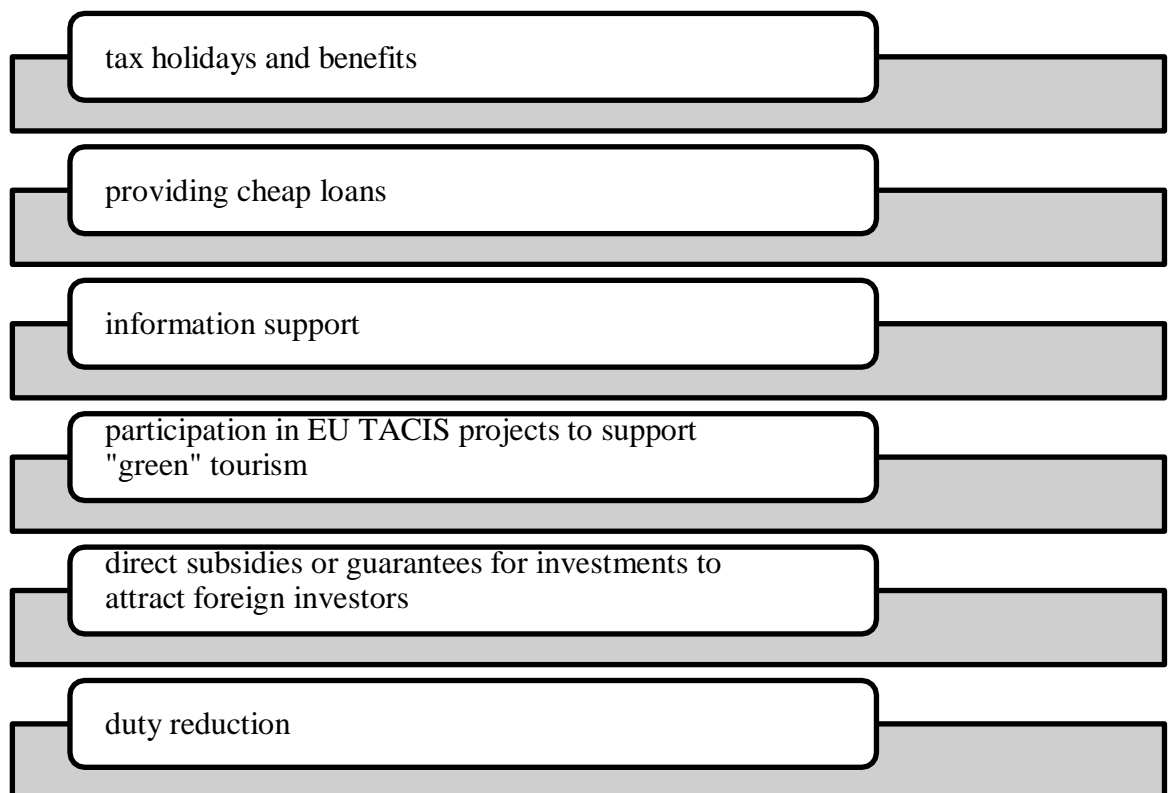 tax holidays and benefits
providing cheap loans
information support
participation in EU TACIS projects to support
"green" tourism
direct subsidies or guarantees for investments to
attract foreign investors
duty reduction